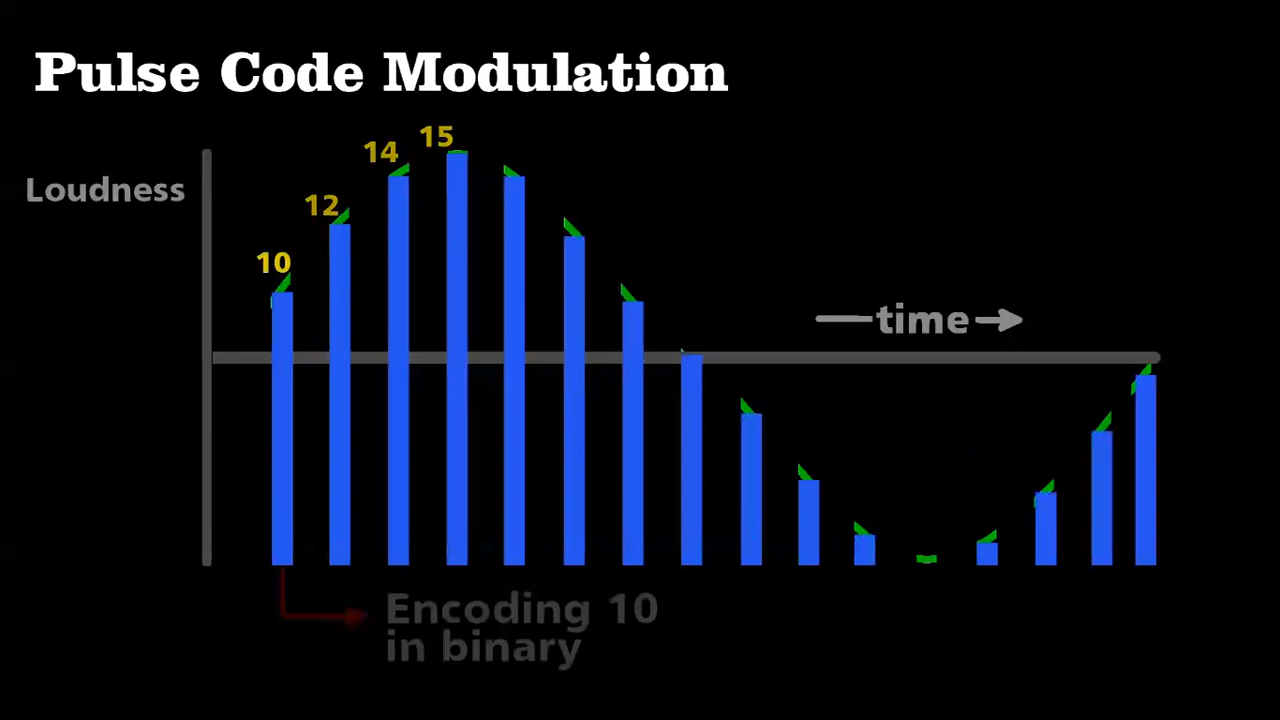 Pulse Code Modulation
15
14
Loudness
12
10
time
Encoding 10
in binary